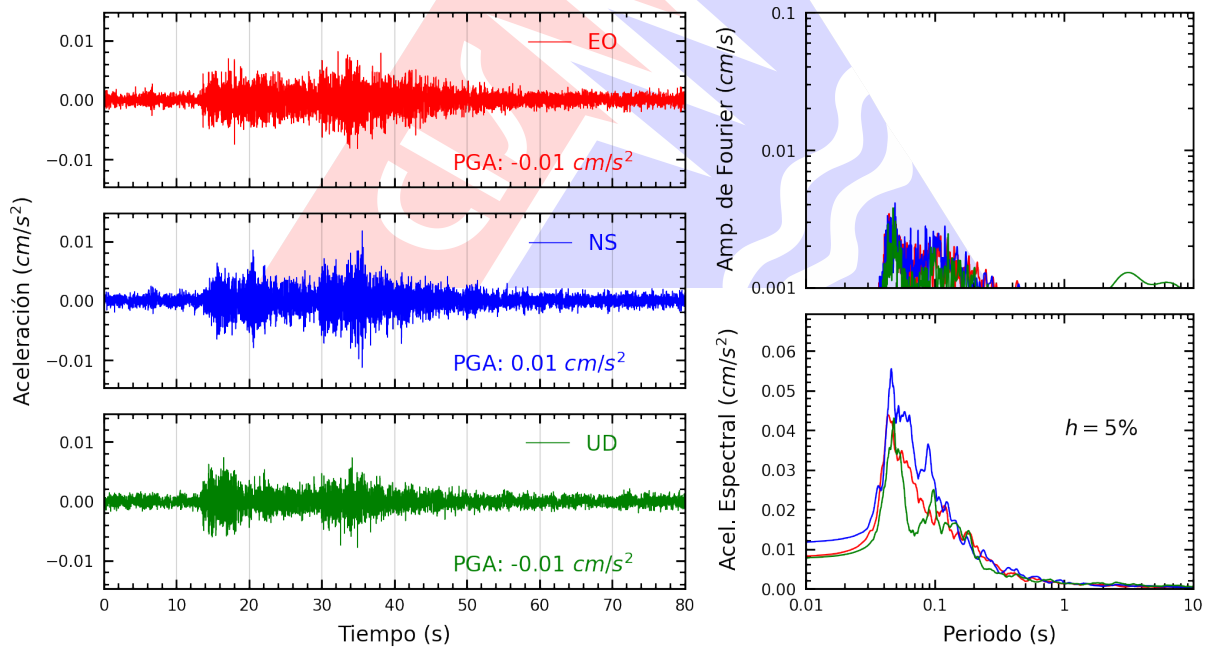 Aceleración (cm/s²)
0.01
0.00
−0.01
EO
PGA: -0.01 cm/s²
0.01
0.00
−0.01
NS
PGA: 0.01 cm/s²
0.01
0.00
−0.01
UD
PGA: -0.01 cm/s²
0 10 20 30 40 50 60 70 80
Tiempo (s)
Amp. de Fourier (cm/s)
0.1
0.01
0.001
Acel. Espectral (cm/s²)
0.06
0.05
0.04
0.03
0.02
0.01
0.00
h = 5%
0.01 0.1 1 10
Periodo (s)